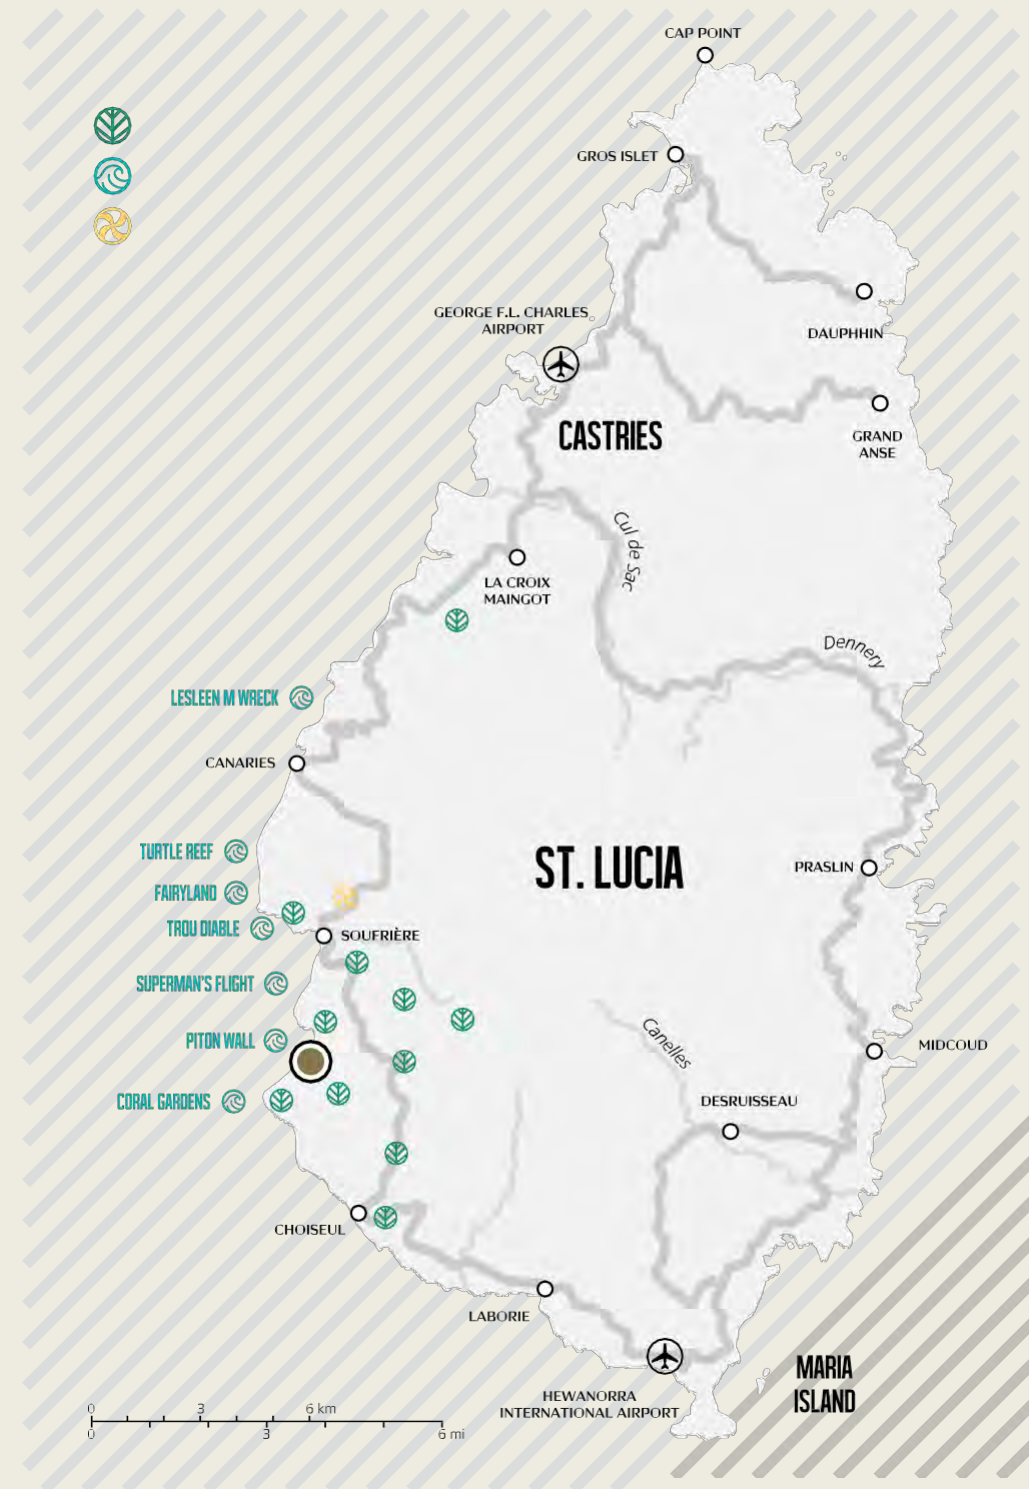 CAP POINT
GROS ISLET
DAUPHHIN
GEORGE F.L. CHARLES
AIRPORT
CASTRIES
GRAND
ANSE
Cul de Sac
LA CROIX
MAINGOT
Dennery
LESLEEN M WRECK
CANARIES
TURTLE REEF
ST. LUCIA
PRASLIN
FAIRYLAND
TROU DIABLE
SOUFRIÈRE
SUPERMAN'S FLIGHT
PITON WALL
Canelles
MIDCOUD
CORAL GARDENS
DESRUISSEAU
CHOISEUL
LABORIE
MARIA
ISLAND
HEWANORRA
INTERNATIONAL AIRPORT
0 3 6 km
0 3 6 mi